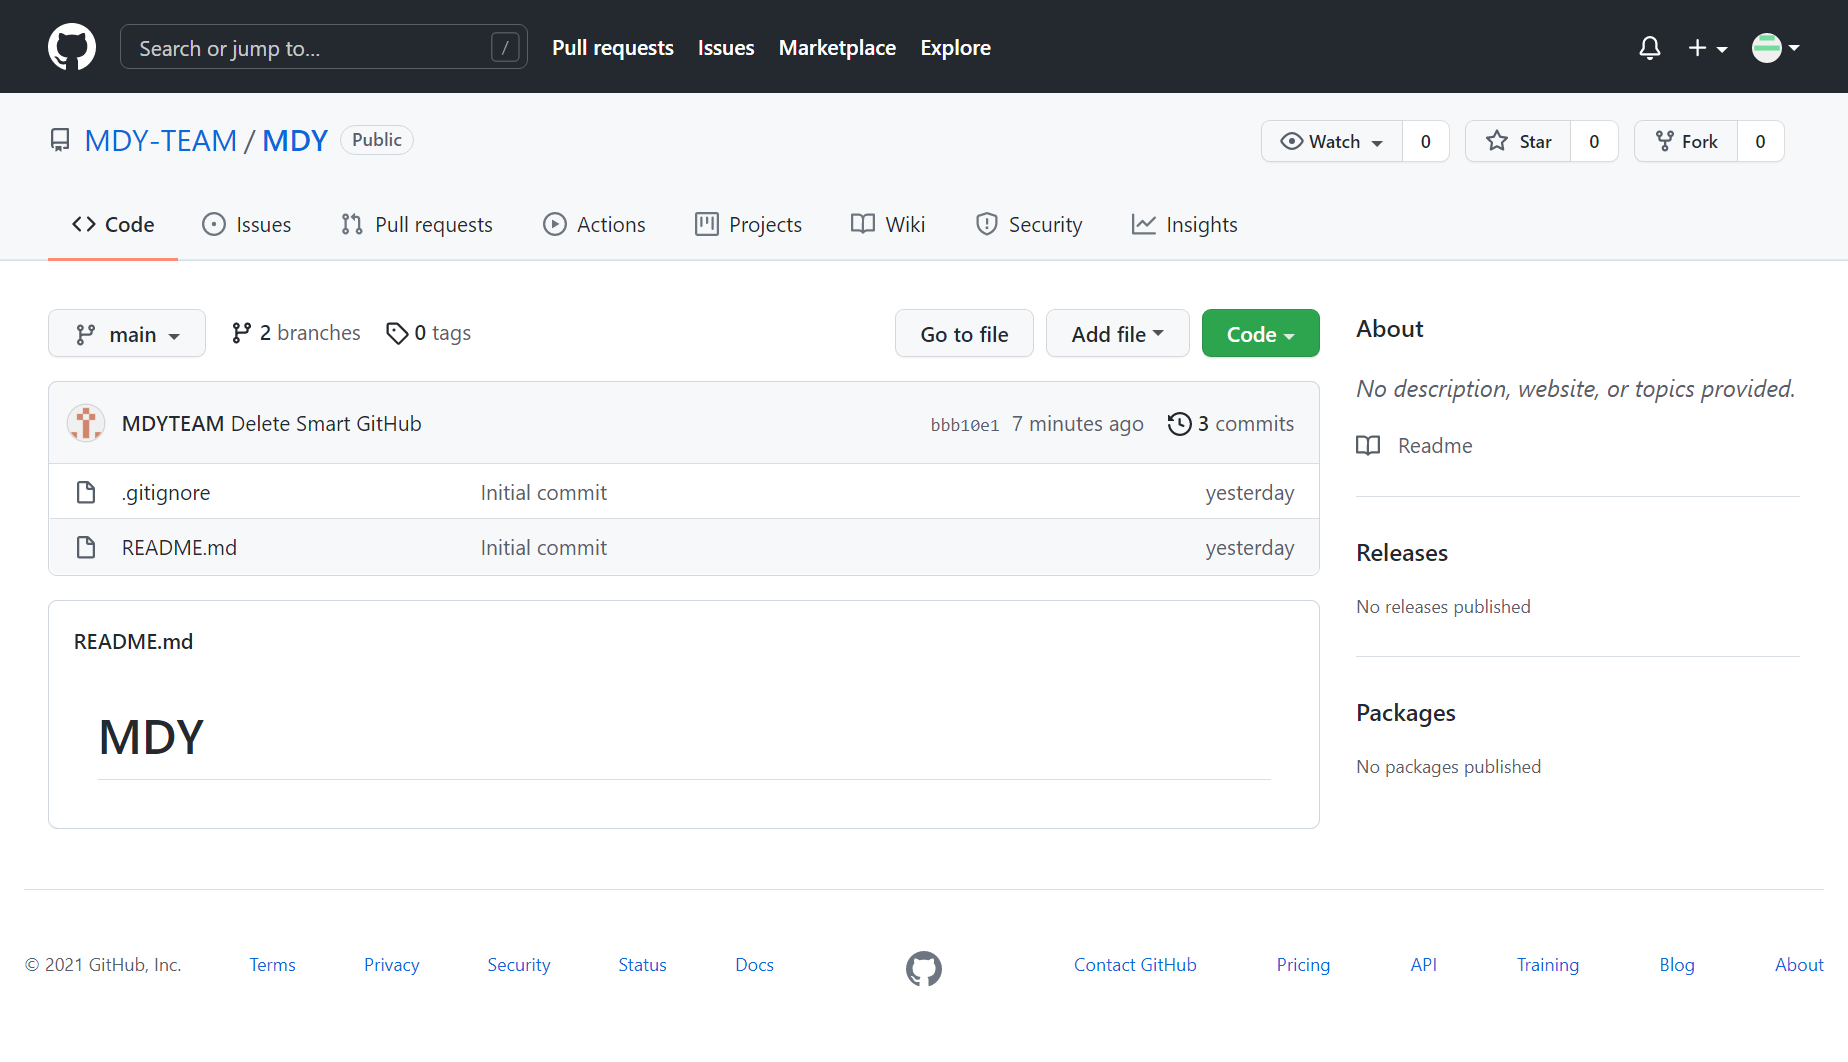 Search or jump to... / Pull requests Issues Marketplace Explore
MDY-TEAM / MDY Public Watch 0 Star 0 Fork 0
Code Issues Pull requests Actions Projects Wiki Security Insights
main 2 branches 0 tags Go to file Add file Code
MDYTEAM Delete Smart GitHub bbb10e1 7 minutes ago 3 commits
.gitignore Initial commit yesterday
README.md Initial commit yesterday
README.md
MDY
About
No description, website, or topics provided.
Readme
Releases
No releases published
Packages
No packages published
© 2021 GitHub, Inc. Terms Privacy Security Status Docs Contact GitHub Pricing API Training Blog About